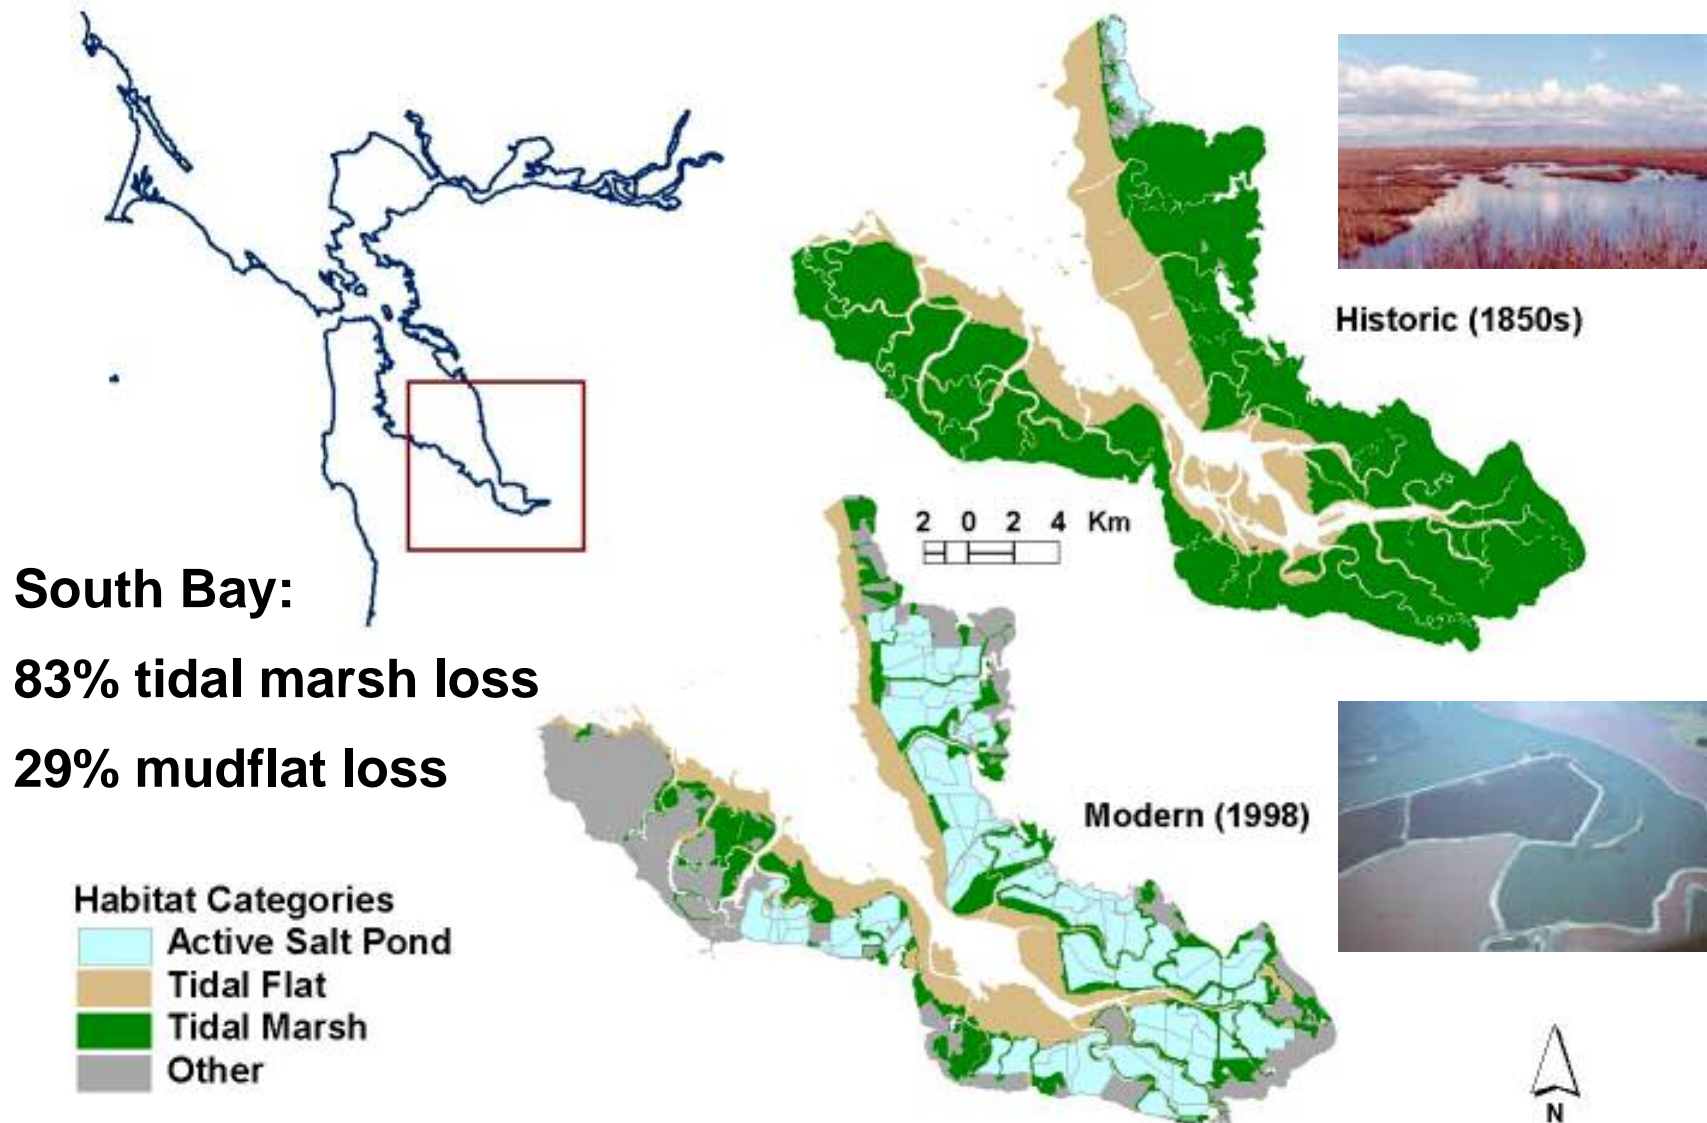 Historic (1850s)
2 0 2 4 Km
South Bay:
83% tidal marsh loss
29% mudflat loss
Modern (1998)
Habitat Categories
Active Salt Pond
Tidal Flat
Tidal Marsh
Other
N